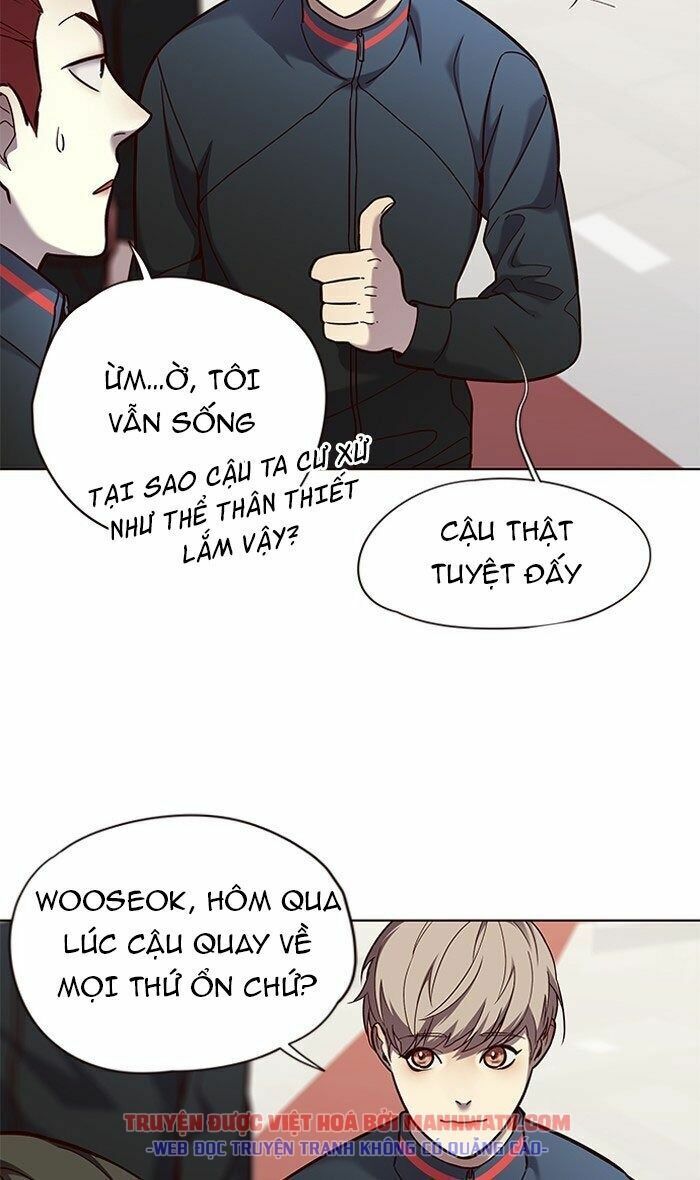 ỪM...Ờ, TÔI
VẪN SỐNG
TẠI SAO CẬU TA CƯ XỬ
NHƯ THỂ THÂN THIẾT
LẮM VẬY?
CẬU THẬT
TUYỆT ĐẤY
WOOSEOK, HÔM QUA
LÚC CẬU QUAY VỀ
MỌI THỨ ỔN CHỨ?
TRUYỆN ĐƯỢC VIỆT HOÁ BỞI MANHWATV.COM
-WEB ĐỌC TRUYỆN TRANH KHÔNG CÓ QUẢNG CÁO-